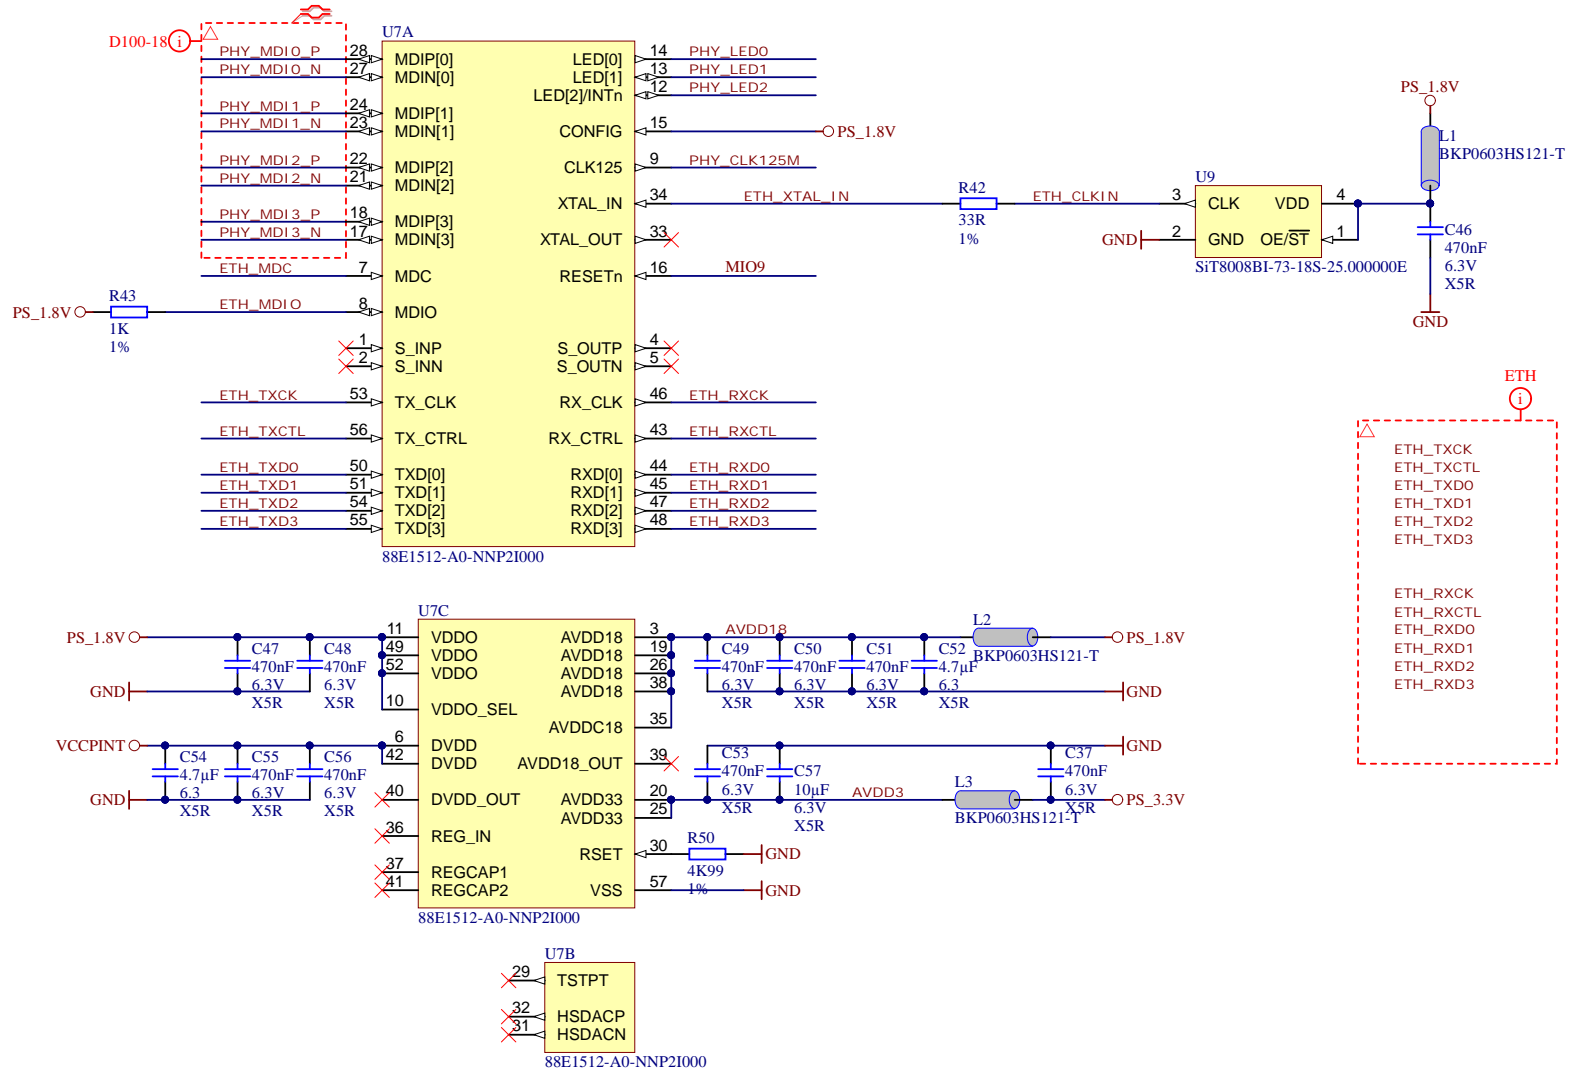 D100-18 i
U7A
PHY_MDI0_P 28 MDIP[0] LED[0] 14 PHY_LED0
PHY_MDI0_N 27 MDIN[0] LED[1] 13 PHY_LED1
LED[2]/INTn 12 PHY_LED2
PHY_MDI1_P 24 MDIP[1]
PHY_MDI1_N 23 MDIN[1] CONFIG 15 PS_1.8V
PHY_MDI2_P 22 MDIP[2] CLK125 9 PHY_CLK125M
PHY_MDI2_N 21 MDIN[2]
XTAL_IN 34 ETH_XTAL_IN R42 ETH_CLKIN
33R
1%
PHY_MDI3_P 18 MDIP[3]
PHY_MDI3_N 17 MDIN[3] XTAL_OUT 33
ETH_MDC 7 MDC RESETn 16 MIO9
PS_1.8V R43 ETH_MDIO 8 MDIO
1K
1%
1 S_INP S_OUTP 4
2 S_INN S_OUTN 5
ETH_TXCK 53 TX_CLK RX_CLK 46 ETH_RXCK
ETH_TXCTL 56 TX_CTRL RX_CTRL 43 ETH_RXCTL
ETH_TXD0 50 TXD[0] RXD[0] 44 ETH_RXD0
ETH_TXD1 51 TXD[1] RXD[1] 45 ETH_RXD1
ETH_TXD2 54 TXD[2] RXD[2] 47 ETH_RXD2
ETH_TXD3 55 TXD[3] RXD[3] 48 ETH_RXD3
88E1512-A0-NNP2I000
PS_1.8V
L1
BKP0603HS121-T
U9
3 CLK VDD 4
GND 2 GND OE/ST 1
SiT8008BI-73-18S-25.000000E
C46
470nF
6.3V
X5R
GND
ETH
i
ETH_TXCK
ETH_TXCTL
ETH_TXD0
ETH_TXD1
ETH_TXD2
ETH_TXD3
ETH_RXCK
ETH_RXCTL
ETH_RXD0
ETH_RXD1
ETH_RXD2
ETH_RXD3
U7C
PS_1.8V 11 VDDO AVDD18 3 AVDD18 L2 PS_1.8V
BKP0603HS121-T
49 VDDO AVDD18 19
52 VDDO AVDD18 26
AVDD18 38
10 VDDO_SEL AVDDC18 35
C47 C48 C49 C50 C51 C52
470nF 470nF 470nF 470nF 470nF 4.7µF
6.3V 6.3V 6.3V 6.3V 6.3V 6.3
X5R X5R X5R X5R X5R X5R
GND GND
VCCPINT 6 DVDD GND
42 DVDD AVDD18_OUT 39
C54 C55 C56 C53 C57 C37
4.7µF 470nF 470nF 470nF 10µF 470nF
6.3 6.3V 6.3V 6.3V 6.3V 6.3V
X5R X5R X5R X5R X5R X5R
GND 40 DVDD_OUT AVDD33 20 AVDD3 L3 PS_3.3V
BKP0603HS121-T
AVDD33 25
36 REG_IN
RSET 30 R50 GND
4K99
1%
37 REGCAP1
41 REGCAP2 VSS 57 GND
88E1512-A0-NNP2I000
U7B
29 TSTPT
32 HSDACP
31 HSDACN
88E1512-A0-NNP2I000